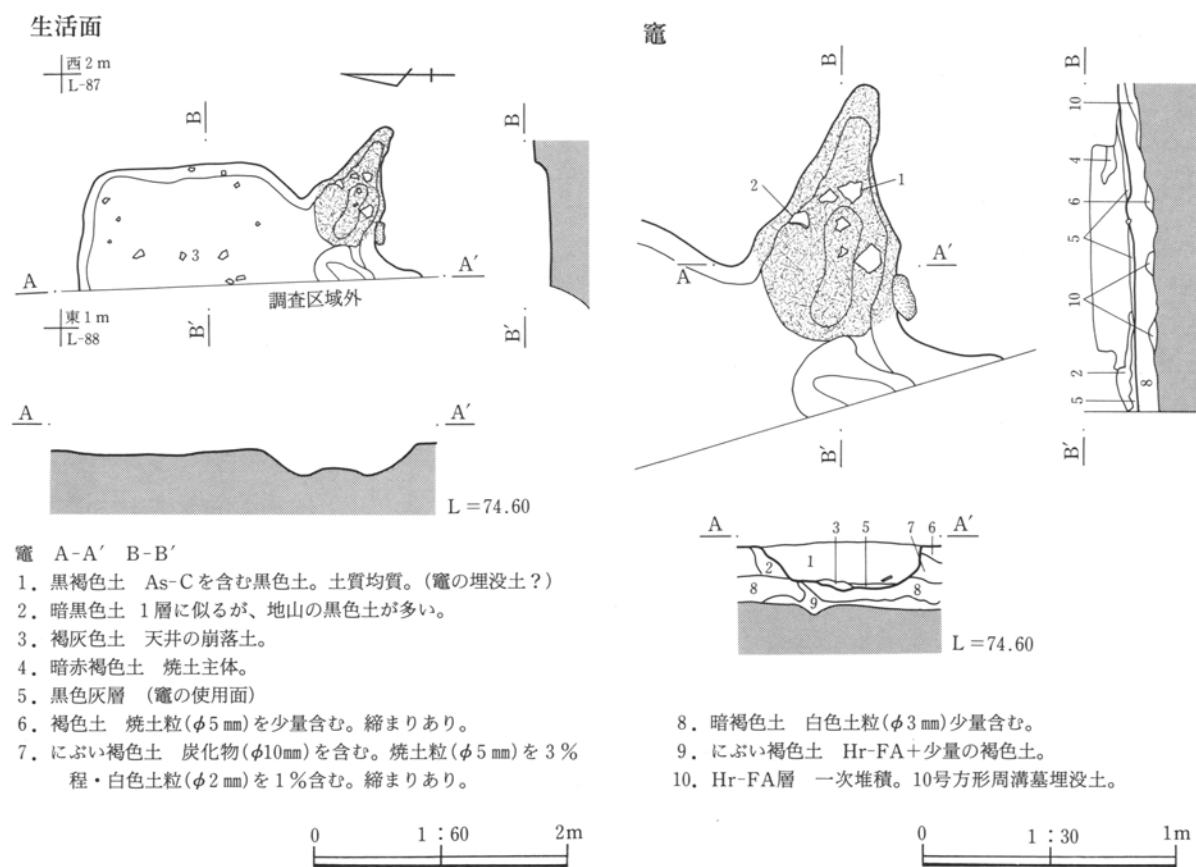 生活面
西2m
L-87
B
B
2
1
3
A
A′
調査区域外
東1m
L-88
B′
B′
A
A′
L=74.60
竈 A-A′ B-B′
1. 黒褐色土 As-Cを含む黒色土。土質均質。(竈の埋没土?)
2. 暗黒色土 1層に似るが、地山の黒色土が多い。
3. 褐灰色土 天井の崩落土。
4. 暗赤褐色土 焼土主体。
5. 黒色灰層 (竈の使用面)
6. 褐色土 焼土粒(φ5㎜)を少量含む。締まりあり。
7. にぶい褐色土 炭化物(φ10㎜)を含む。焼土粒(φ5㎜)を3%
程・白色土粒(φ2㎜)を1%含む。締まりあり。
0 1:60 2m
竈
B
B
10
4
6
5
10
2
5
8
A
A′
B′
B′
A
3
5
7
6
A′
1
2
8
9
8
L=74.60
8. 暗褐色土 白色土粒(φ3㎜)少量含む。
9. にぶい褐色土 Hr-FA+少量の褐色土。
10. Hr-FA層 一次堆積。10号方形周溝墓埋没土。
0 1:30 1m